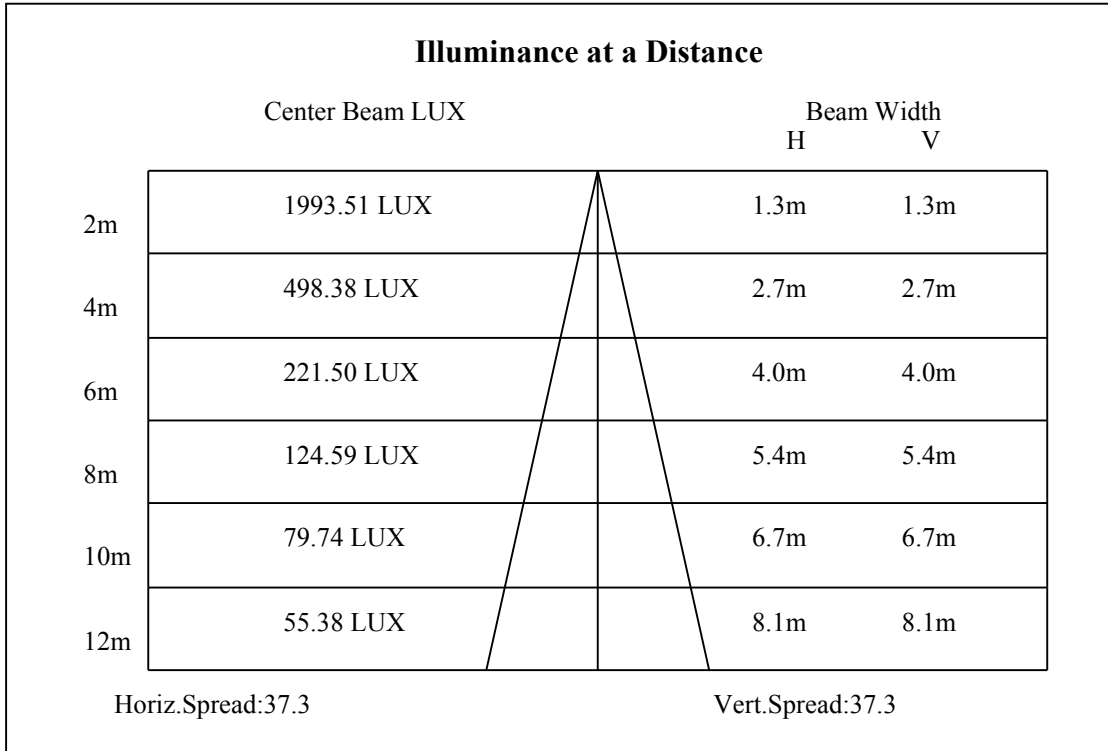 Illuminance at a Distance
Center Beam LUX Beam Width
H V
2m 1993.51 LUX 1.3m 1.3m
4m 498.38 LUX 2.7m 2.7m
6m 221.50 LUX 4.0m 4.0m
8m 124.59 LUX 5.4m 5.4m
10m 79.74 LUX 6.7m 6.7m
12m 55.38 LUX 8.1m 8.1m
Horiz.Spread:37.3 Vert.Spread:37.3